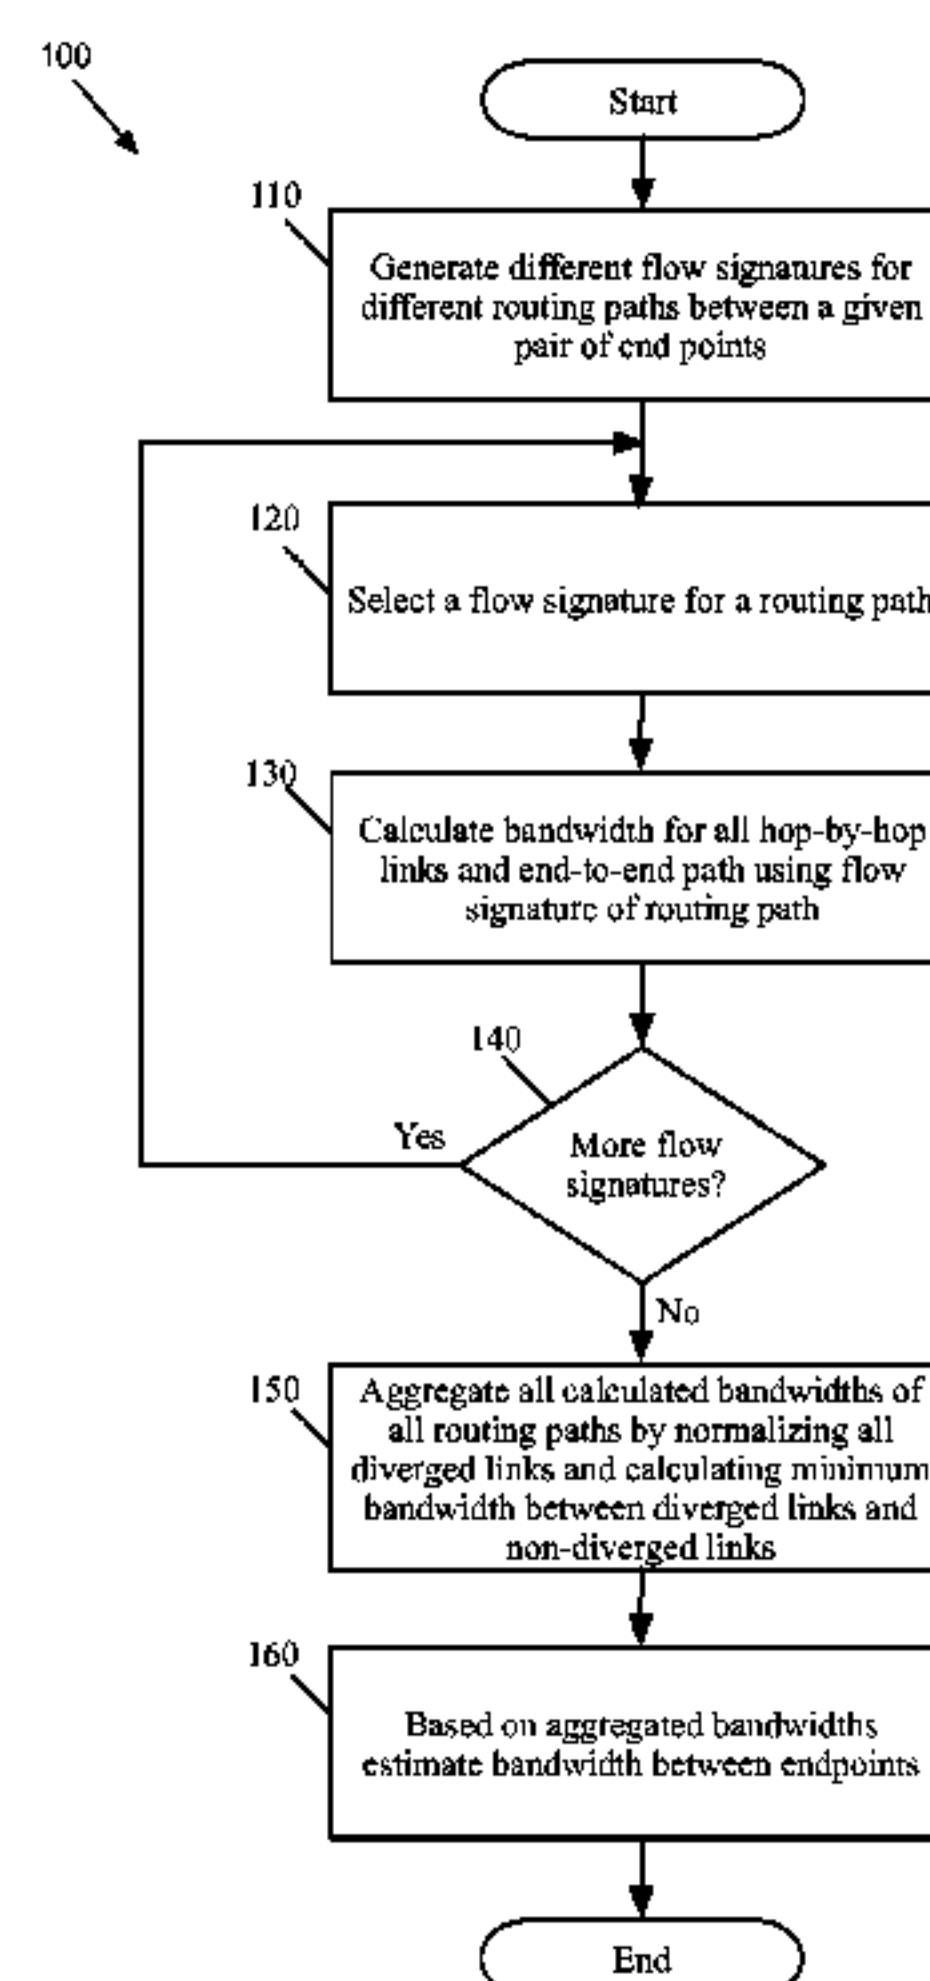 100
Start
110
Generate different flow signatures for
different routing paths between a given
pair of end points
120
Select a flow signature for a routing path
130
Calculate bandwidth for all hop-by-hop
links and end-to-end path using flow
signature of routing path
140
Yes
More flow
signatures?
No
150
Aggregate all calculated bandwidths of
all routing paths by normalizing all
diverged links and calculating minimum
bandwidth between diverged links and
non-diverged links
160
Based on aggregated bandwidths
estimate bandwidth between endpoints
End